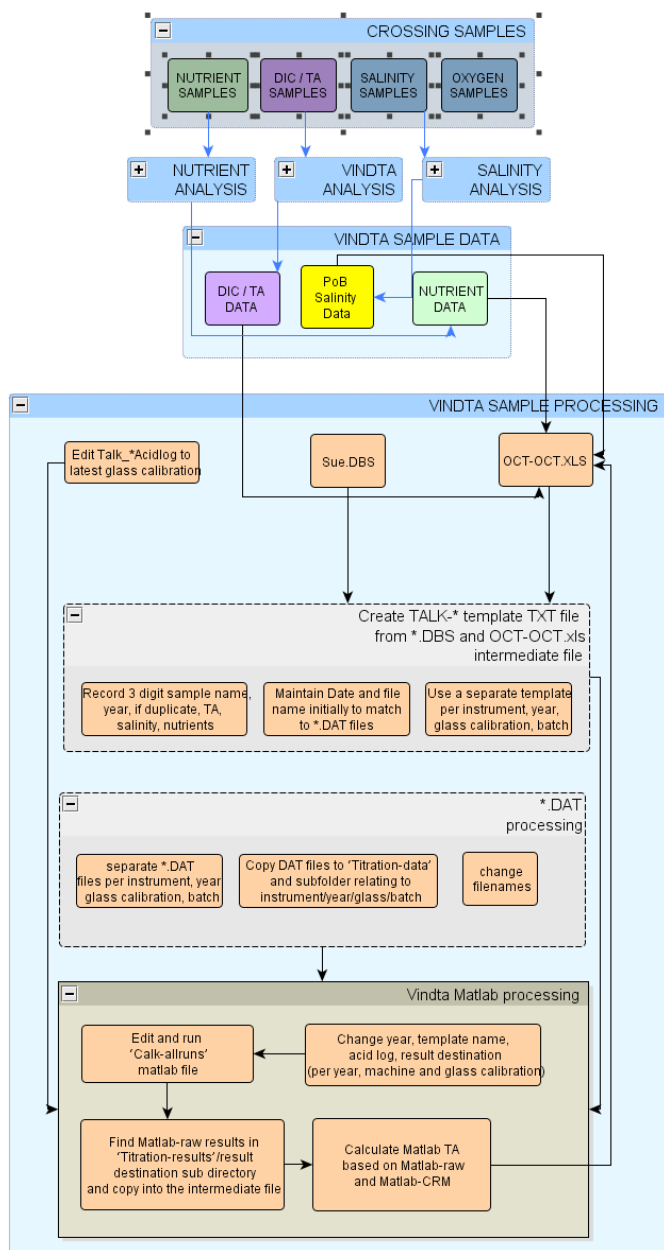 CROSSING SAMPLES
NUTRIENT
SAMPLES
DIC / TA
SAMPLES
SALINITY
SAMPLES
OXYGEN
SAMPLES
NUTRIENT
ANALYSIS
VINDTA
ANALYSIS
SALINITY
ANALYSIS
VINDTA SAMPLE DATA
DIC / TA
DATA
PoB
Salinity
Data
NUTRIENT
DATA
VINDTA SAMPLE PROCESSING
Edit Talk_*Acidlog to
latest glass calibration
Sue.DBS
OCT-OCT.XLS
Create TALK-* template TXT file
from *.DBS and OCT-OCT.xls
intermediate file
Record 3 digit sample name,
year, if duplicate, TA,
salinity, nutrients
Maintain Date and file
name initially to match
to *.DAT files
Use a separate template
per instrument, year,
glass calibration, batch
*.DAT
processing
separate *.DAT
files per instrument, year
glass calibration, batch
Copy DAT files to 'Titration-data'
and subfolder relating to
instrument/year/glass/batch
change
filenames
Vindta Matlab processing
Edit and run
'Calk-allruns'
matlab file
Change year, template name,
acid log, result destination
(per year, machine and glass calibration)
Find Matlab-raw results in
'Titration-results'/result
destination sub directory
and copy into the intermediate file
Calculate Matlab TA
based on Matlab-raw
and Matlab-CRM